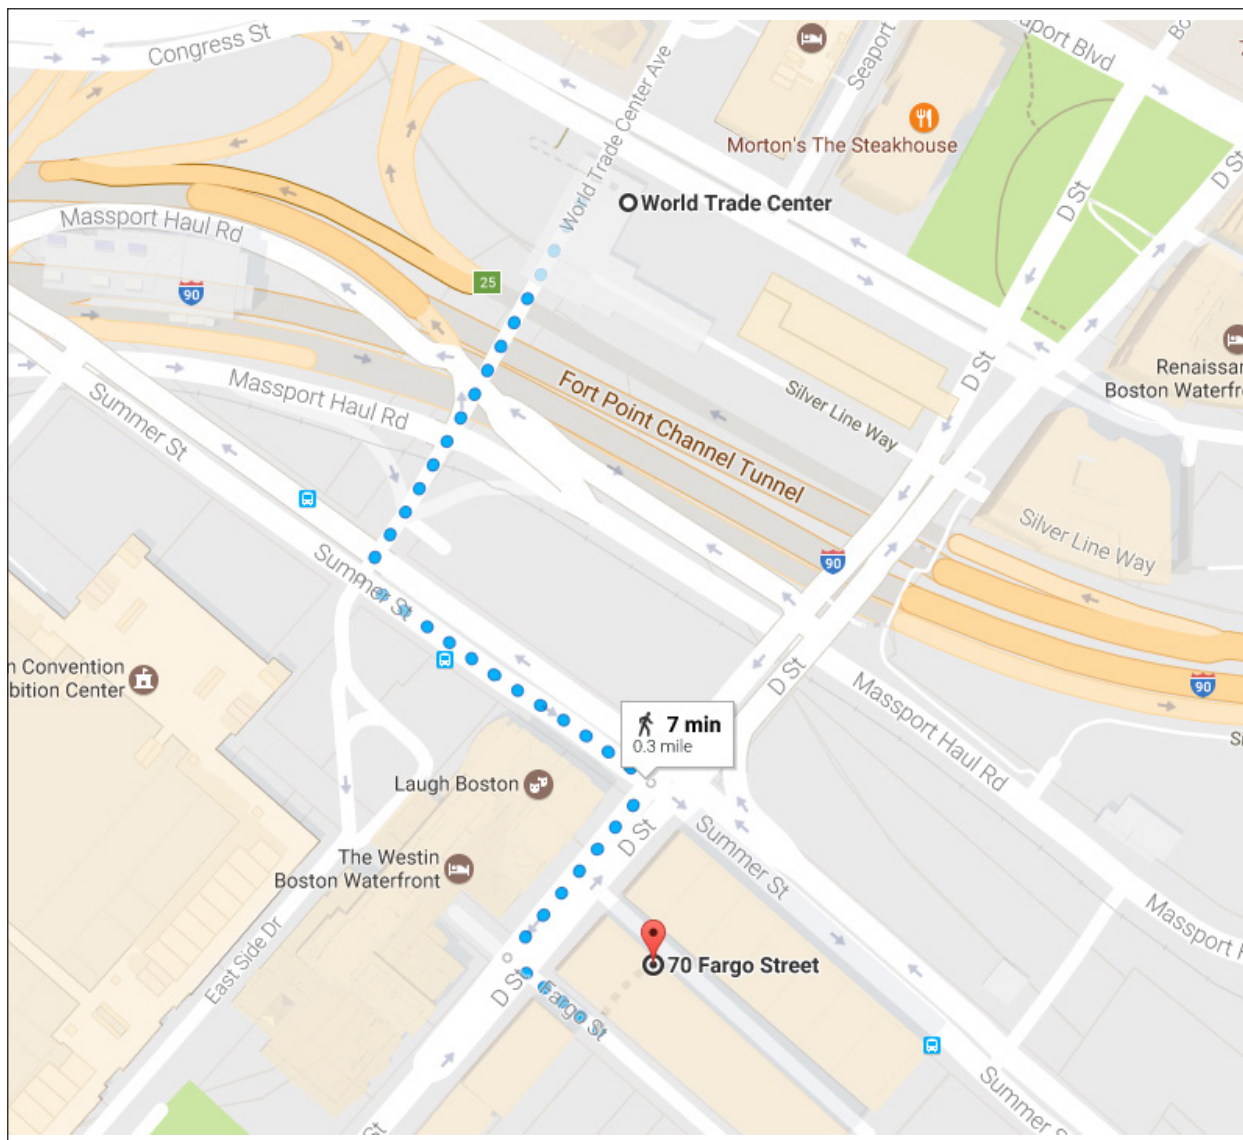 Congress St
World Trade Center Ave
Seaport
aport Blvd
Morton's The Steakhouse
D St
D St
World Trade Center
Massport Haul Rd
25
90
Renaissan
Boston Waterfr
D St
Massport Haul Rd
Summer St
Fort Point Channel Tunnel
Silver Line Way
Silver Line Way
90
Summer St
n Convention
bition Center
D St
Massport Haul Rd
90
7 min
0.3 mile
Laugh Boston
D St
Summer St
The Westin
Boston Waterfront
Massport
East Side Dr
70 Fargo Street
D St
Fargo St
Summer S
St